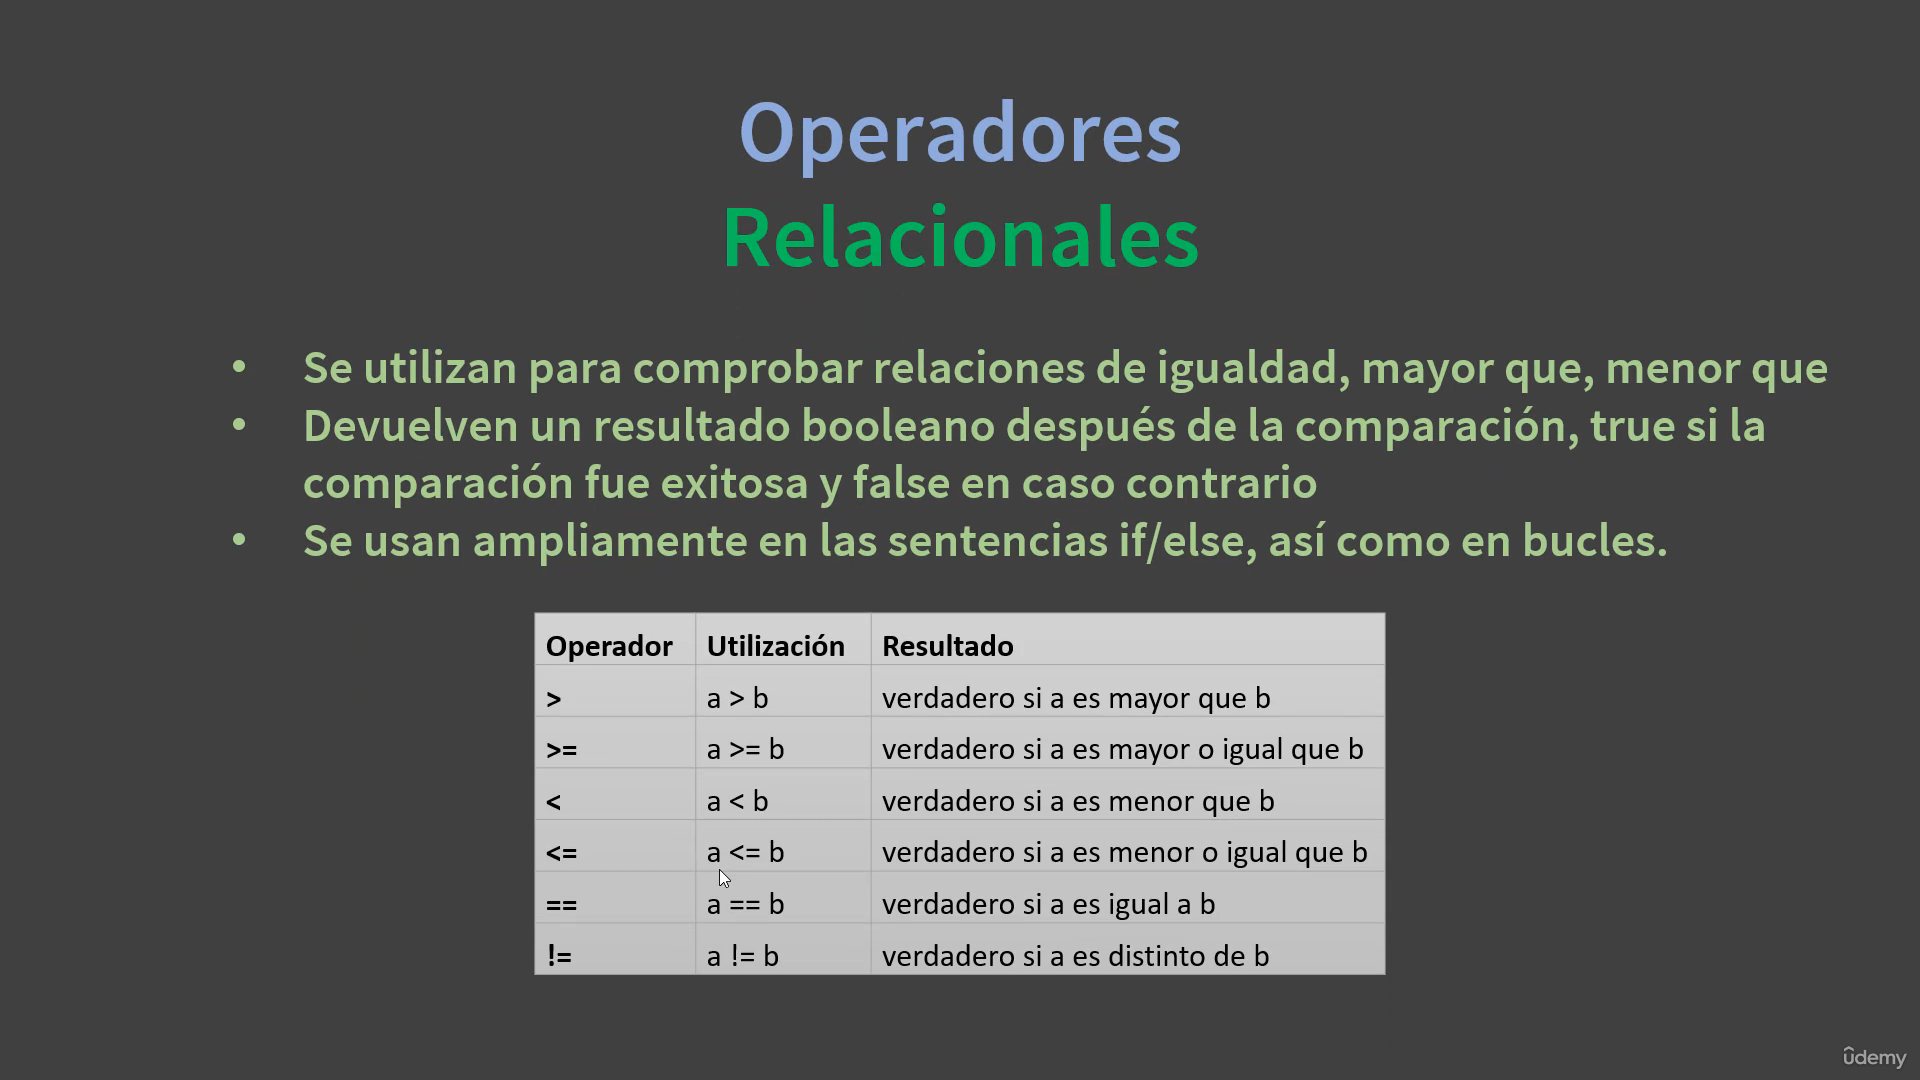 Operadores
Relacionales
• Se utilizan para comprobar relaciones de igualdad, mayor que, menor que
• Devuelven un resultado booleano después de la comparación, true si la
comparación fue exitosa y false en caso contrario
• Se usan ampliamente en las sentencias if/else, así como en bucles.
Operador Utilización Resultado
> a > b verdadero si a es mayor que b
>= a >= b verdadero si a es mayor o igual que b
< a < b verdadero si a es menor que b
<= a <= b verdadero si a es menor o igual que b
== a == b verdadero si a es igual a b
!= a != b verdadero si a es distinto de b
ûdemy